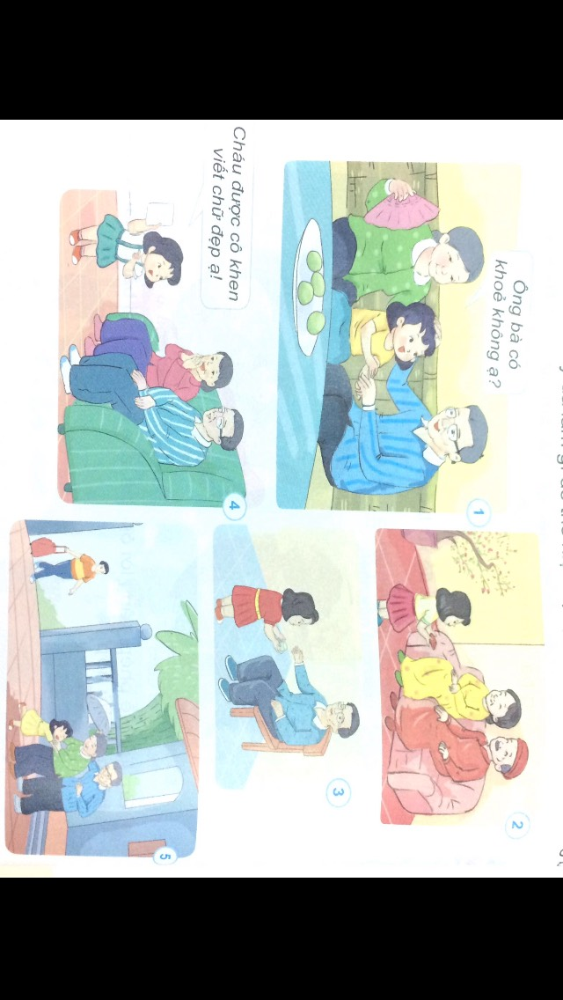 Ông bà có
khoẻ không ạ?
1
2
3
Cháu được cô khen
viết chữ đẹp ạ!
4
5